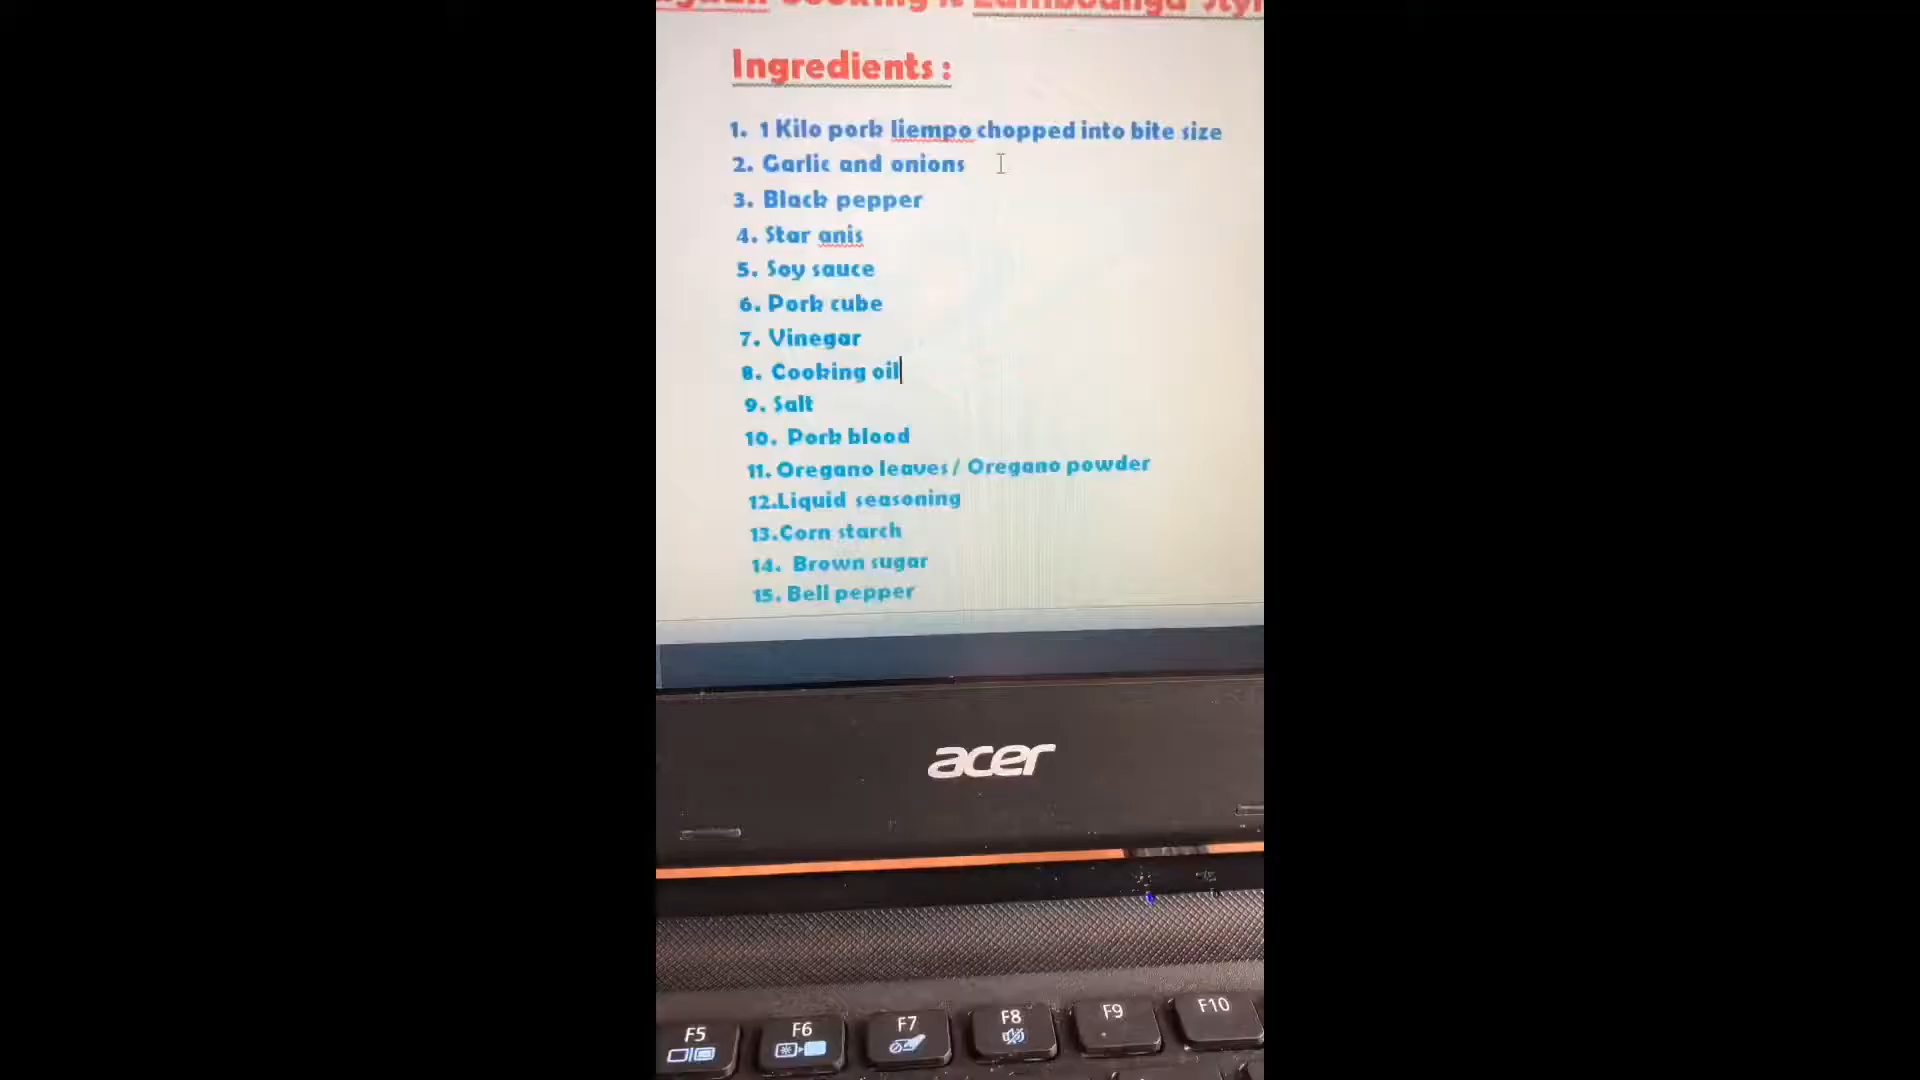 Cooking
Ingredients :
1. 1 Kilo pork liempo chopped into bite size
2. Garlic and onions
3. Black pepper
4. Star anis
5. Soy sauce
6. Pork cube
7. Vinegar
8. Cooking oil
9. Salt
10. Pork blood
11. Oregano leaves / Oregano powder
12.Liquid seasoning
13.Corn starch
14. Brown sugar
15. Bell pepper
acer
F5 F6 F7 F8 F9 F10